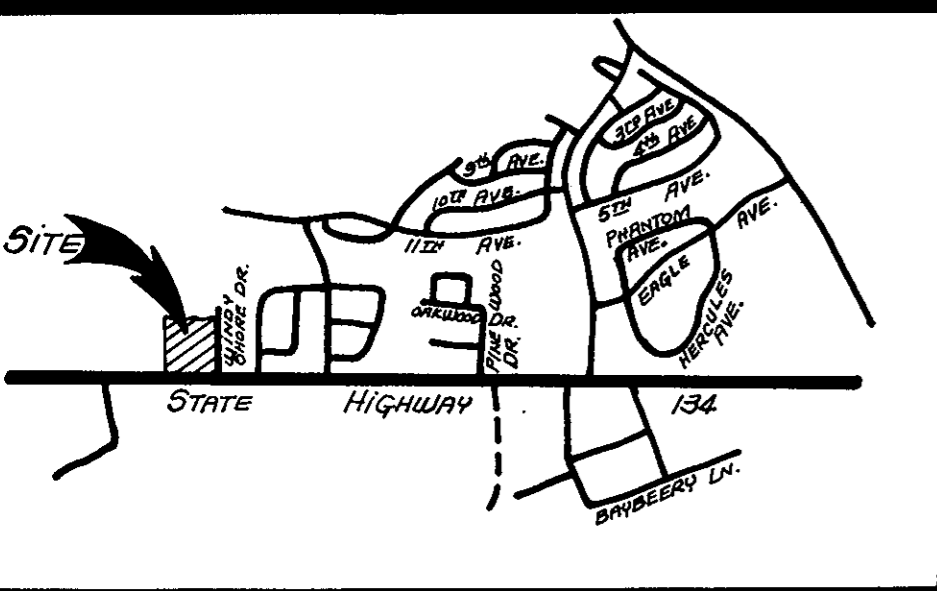 3RD AVE
4th AVE
9th AVE.
10TH AVE.
5TH AVE.
11TH AVE.
PHANTOM
AVE.
EAGLE AVE.
HERCULES
AVE.
SiTE
WINDY
SHORE DR.
OAKWOOD DR.
PINE WOOD
DR.
STATE HiGHWAY 134
BAYBEERY LN.